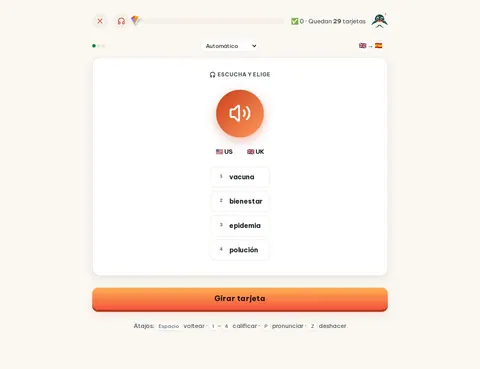 ✅ 0 · Quedan 29 tarjetas
Automático
🇬🇧 → 🇪🇸
🎧 ESCUCHA Y ELIGE
🇺🇸 US 🇬🇧 UK
1 vacuna
2 bienestar
3 epidemia
4 polución
Girar tarjeta
Atajos: Espacio voltear · 1 – 4 calificar · P pronunciar · Z deshacer